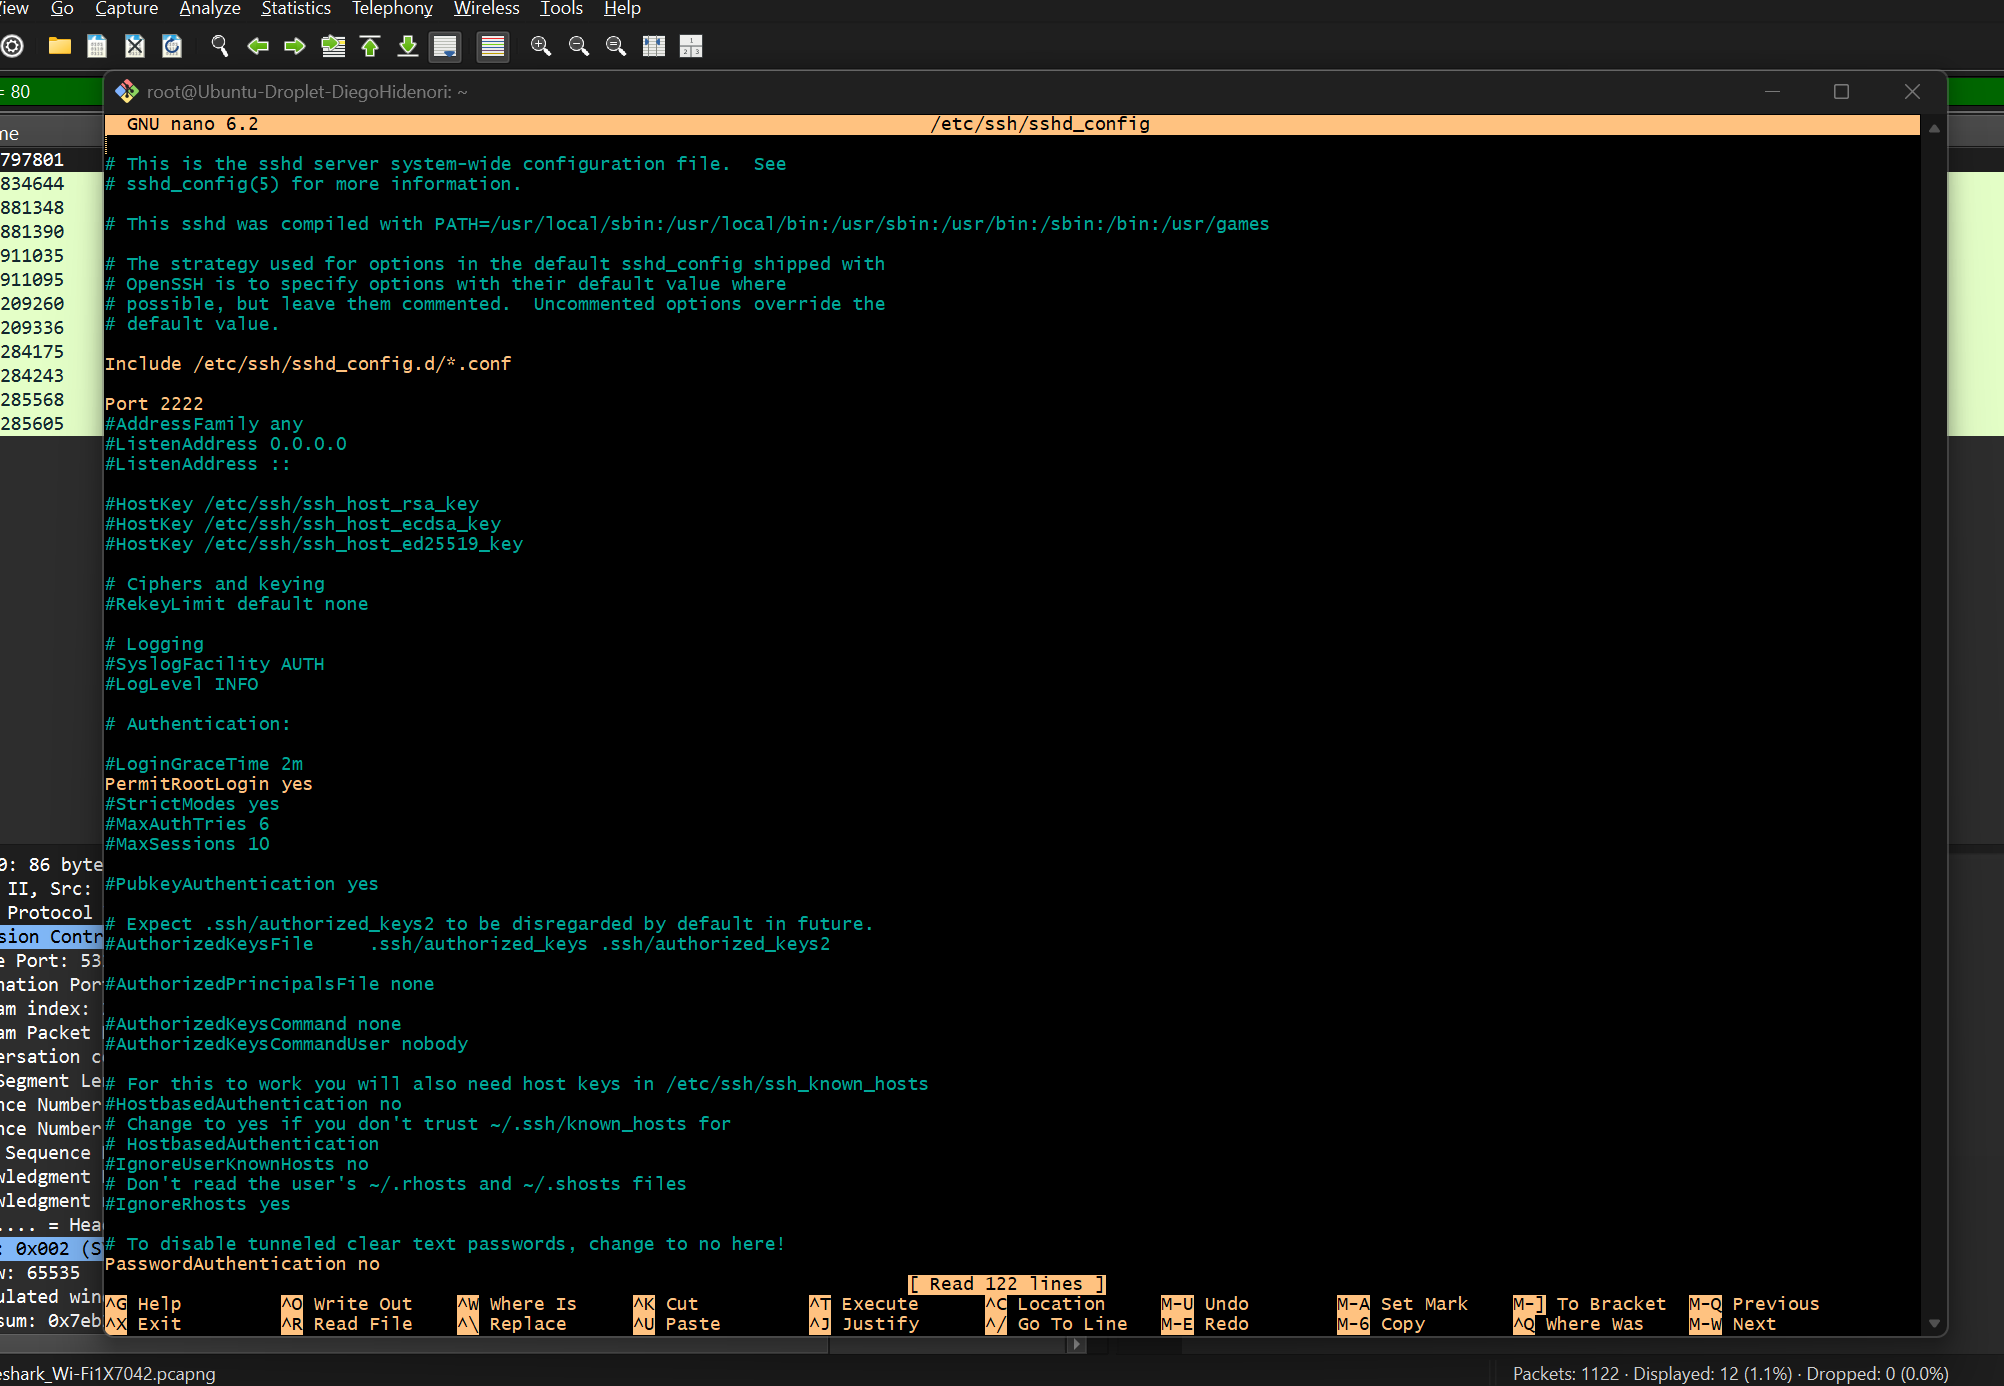 Go Capture Analyze Statistics Telephony Wireless Tools Help
= 80
root@Ubuntu-Droplet-DiegoHidenori: ~
GNU nano 6.2 /etc/ssh/sshd_config
797801
834644
881348
881390
911035
911095
209260
209336
284175
284243
285568
285605
# This is the sshd server system-wide configuration file.  See
# sshd_config(5) for more information.
# This sshd was compiled with PATH=/usr/local/sbin:/usr/local/bin:/usr/sbin:/usr/bin:/sbin:/bin:/usr/games
# The strategy used for options in the default sshd_config shipped with
# OpenSSH is to specify options with their default value where
# possible, but leave them commented.  Uncommented options override the
# default value.
Include /etc/ssh/sshd_config.d/*.conf
Port 2222
#AddressFamily any
#ListenAddress 0.0.0.0
#ListenAddress ::
#HostKey /etc/ssh/ssh_host_rsa_key
#HostKey /etc/ssh/ssh_host_ecdsa_key
#HostKey /etc/ssh/ssh_host_ed25519_key
# Ciphers and keying
#RekeyLimit default none
# Logging
#SyslogFacility AUTH
#LogLevel INFO
# Authentication:
#LoginGraceTime 2m
PermitRootLogin yes
#StrictModes yes
#MaxAuthTries 6
#MaxSessions 10
#PubkeyAuthentication yes
# Expect .ssh/authorized_keys2 to be disregarded by default in future.
#AuthorizedKeysFile     .ssh/authorized_keys .ssh/authorized_keys2
#AuthorizedPrincipalsFile none
#AuthorizedKeysCommand none
#AuthorizedKeysCommandUser nobody
# For this to work you will also need host keys in /etc/ssh/ssh_known_hosts
#HostbasedAuthentication no
# Change to yes if you don't trust ~/.ssh/known_hosts for
# HostbasedAuthentication
#IgnoreUserKnownHosts no
# Don't read the user's ~/.rhosts and ~/.shosts files
#IgnoreRhosts yes
# To disable tunneled clear text passwords, change to no here!
PasswordAuthentication no
[ Read 122 lines ]
^G Help ^O Write Out ^W Where Is ^K Cut ^T Execute ^C Location M-U Undo M-A Set Mark M-] To Bracket M-Q Previous
^X Exit ^R Read File ^\ Replace ^U Paste ^J Justify ^/ Go To Line M-E Redo M-6 Copy ^Q Where Was M-W Next
0: 86 byte
II, Src:
Protocol
sion Contr
e Port: 53
nation Por
am index:
am Packet
ersation c
Segment Le
nce Number
nce Number
Sequence
wledgment
wledgment
.... = Hea
: 0x002 (S
w: 65535
ulated win
sum: 0x7eb
eshark_Wi-Fi1X7042.pcapng
Packets: 1122 · Displayed: 12 (1.1%) · Dropped: 0 (0.0%)